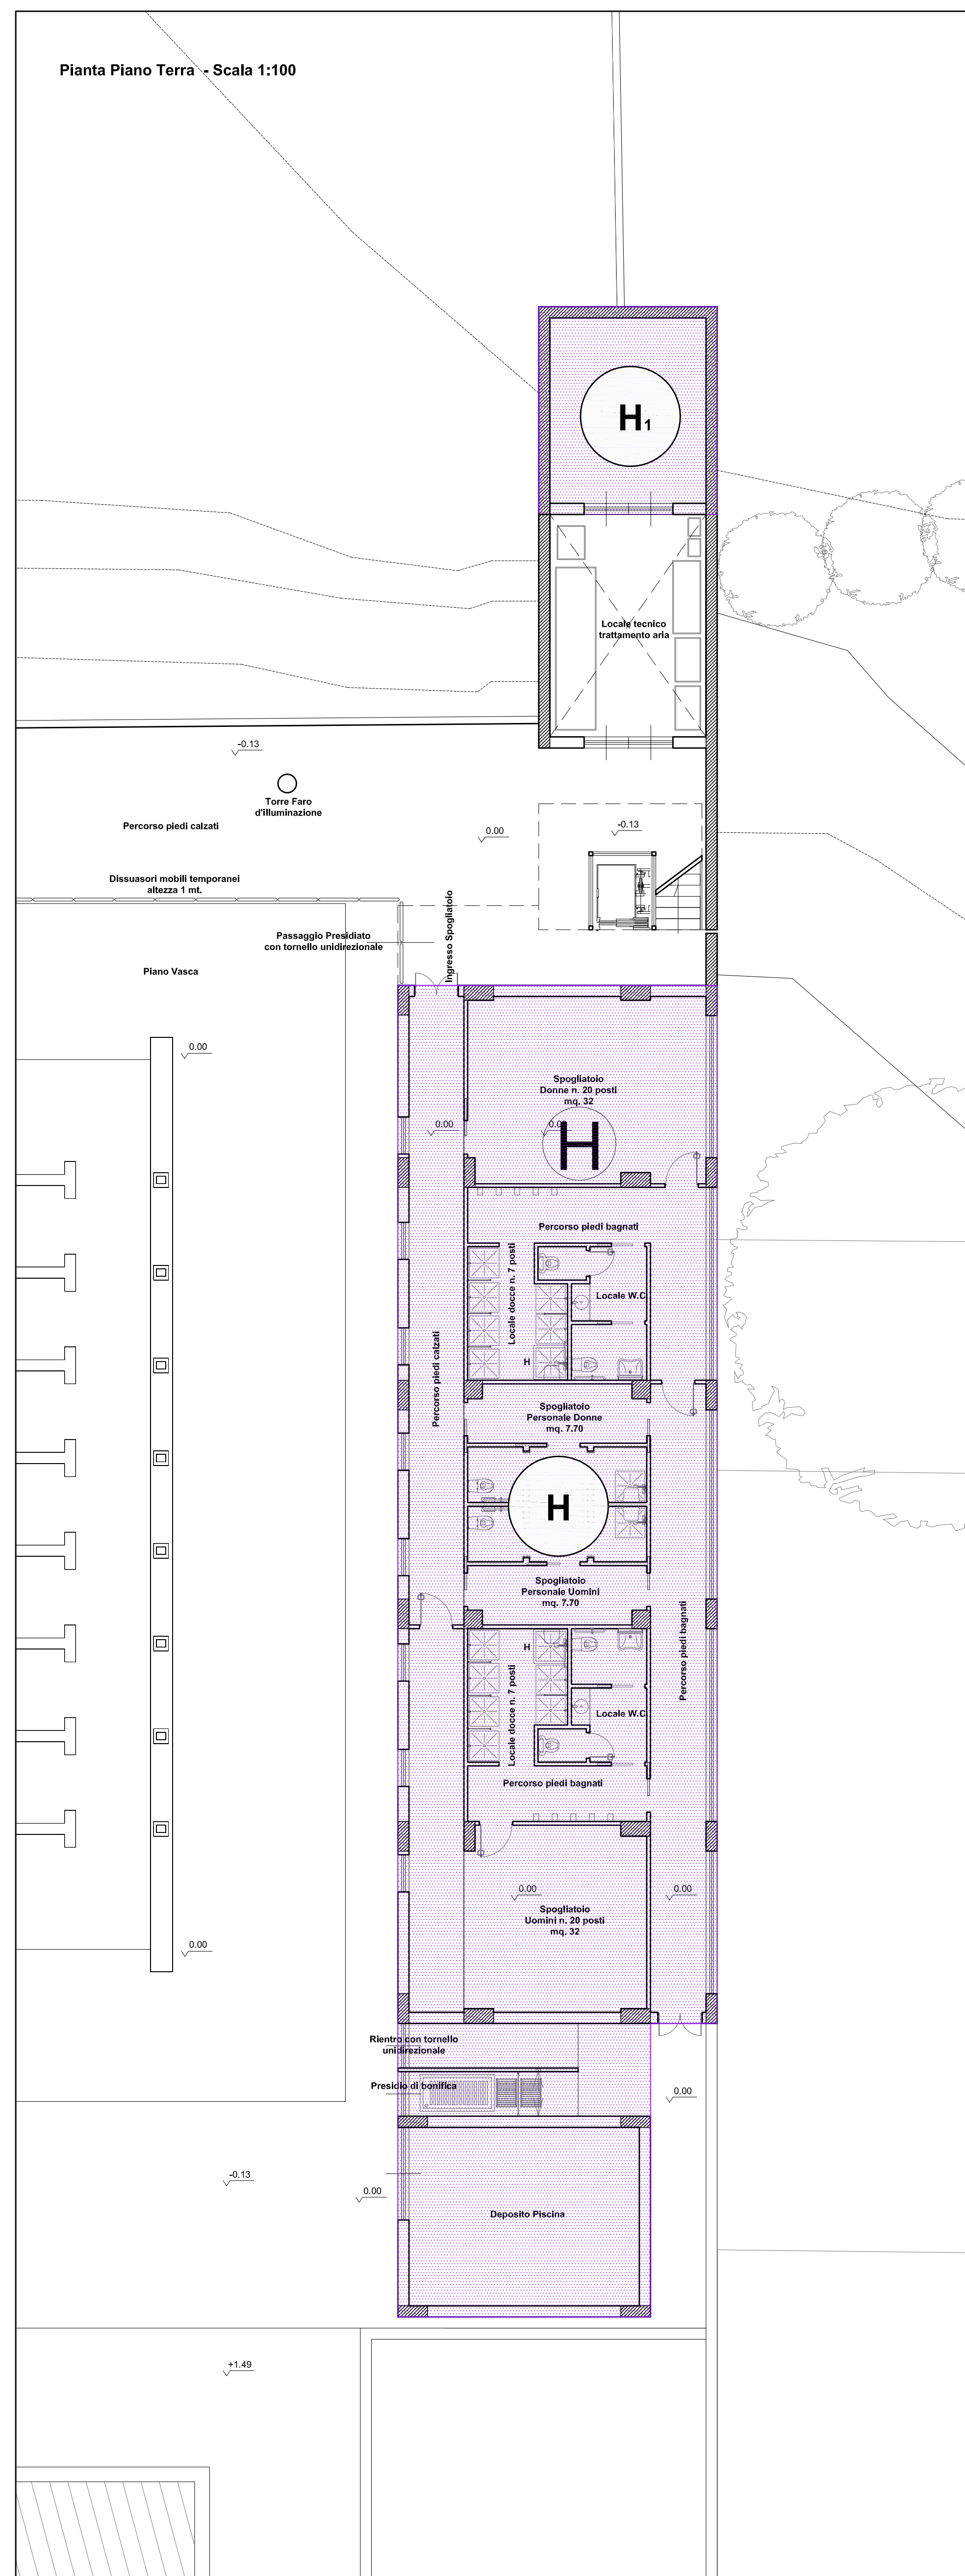 Pianta Piano Terra - Scala 1:100
H1
Locale tecnico
trattamento aria
-0.13
Torre Faro
d'illuminazione
Percorso piedi calzati
0.00
-0.13
Dissuasori mobili temporanei
altezza 1 mt.
Ingresso Spogliatoio
Passaggio Presidiato
con tornello unidirezionale
Piano Vasca
0.00
Spogliatoio
Donne n. 20 posti
mq. 32
0.00
0.00
H
Percorso piedi bagnati
Locale docce n. 7 posti
Locale W.C
H
Percorso piedi calzati
Spogliatoio
Personale Donne
mq. 7.70
H
Spogliatoio
Personale Uomini
mq. 7.70
Percorso piedi bagnati
H
Locale docce n. 7 posti
Locale W.C
Percorso piedi bagnati
0.00
0.00
Spogliatoio
Uomini n. 20 posti
mq. 32
0.00
Rientro con tornello
unidirezionale
Presidio di bonifica
0.00
-0.13
0.00
Deposito Piscina
+1.49